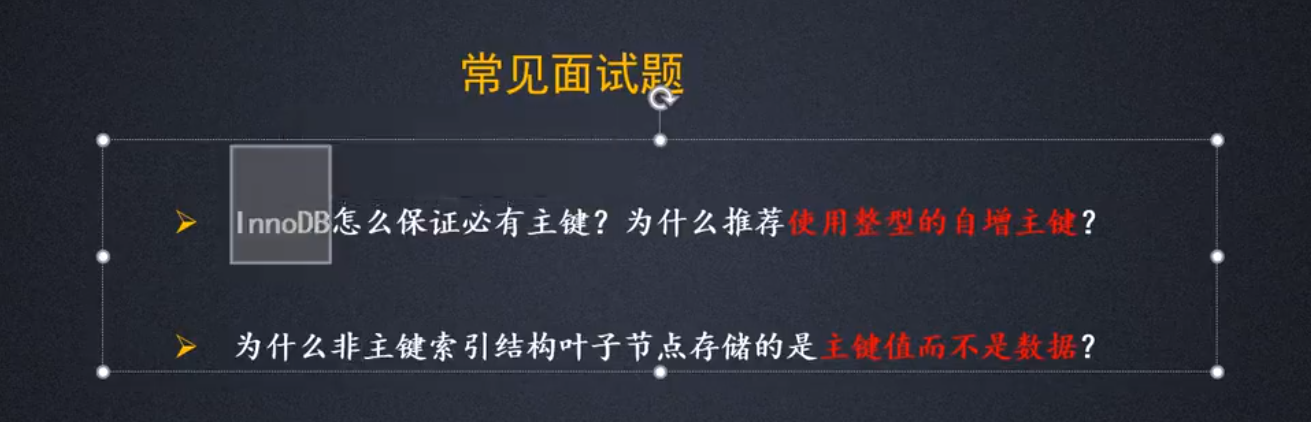 常见面试题
InnoDB怎么保证必有主键？为什么推荐使用整型的自增主键？
为什么非主键索引结构叶子节点存储的是主键值而不是数据？